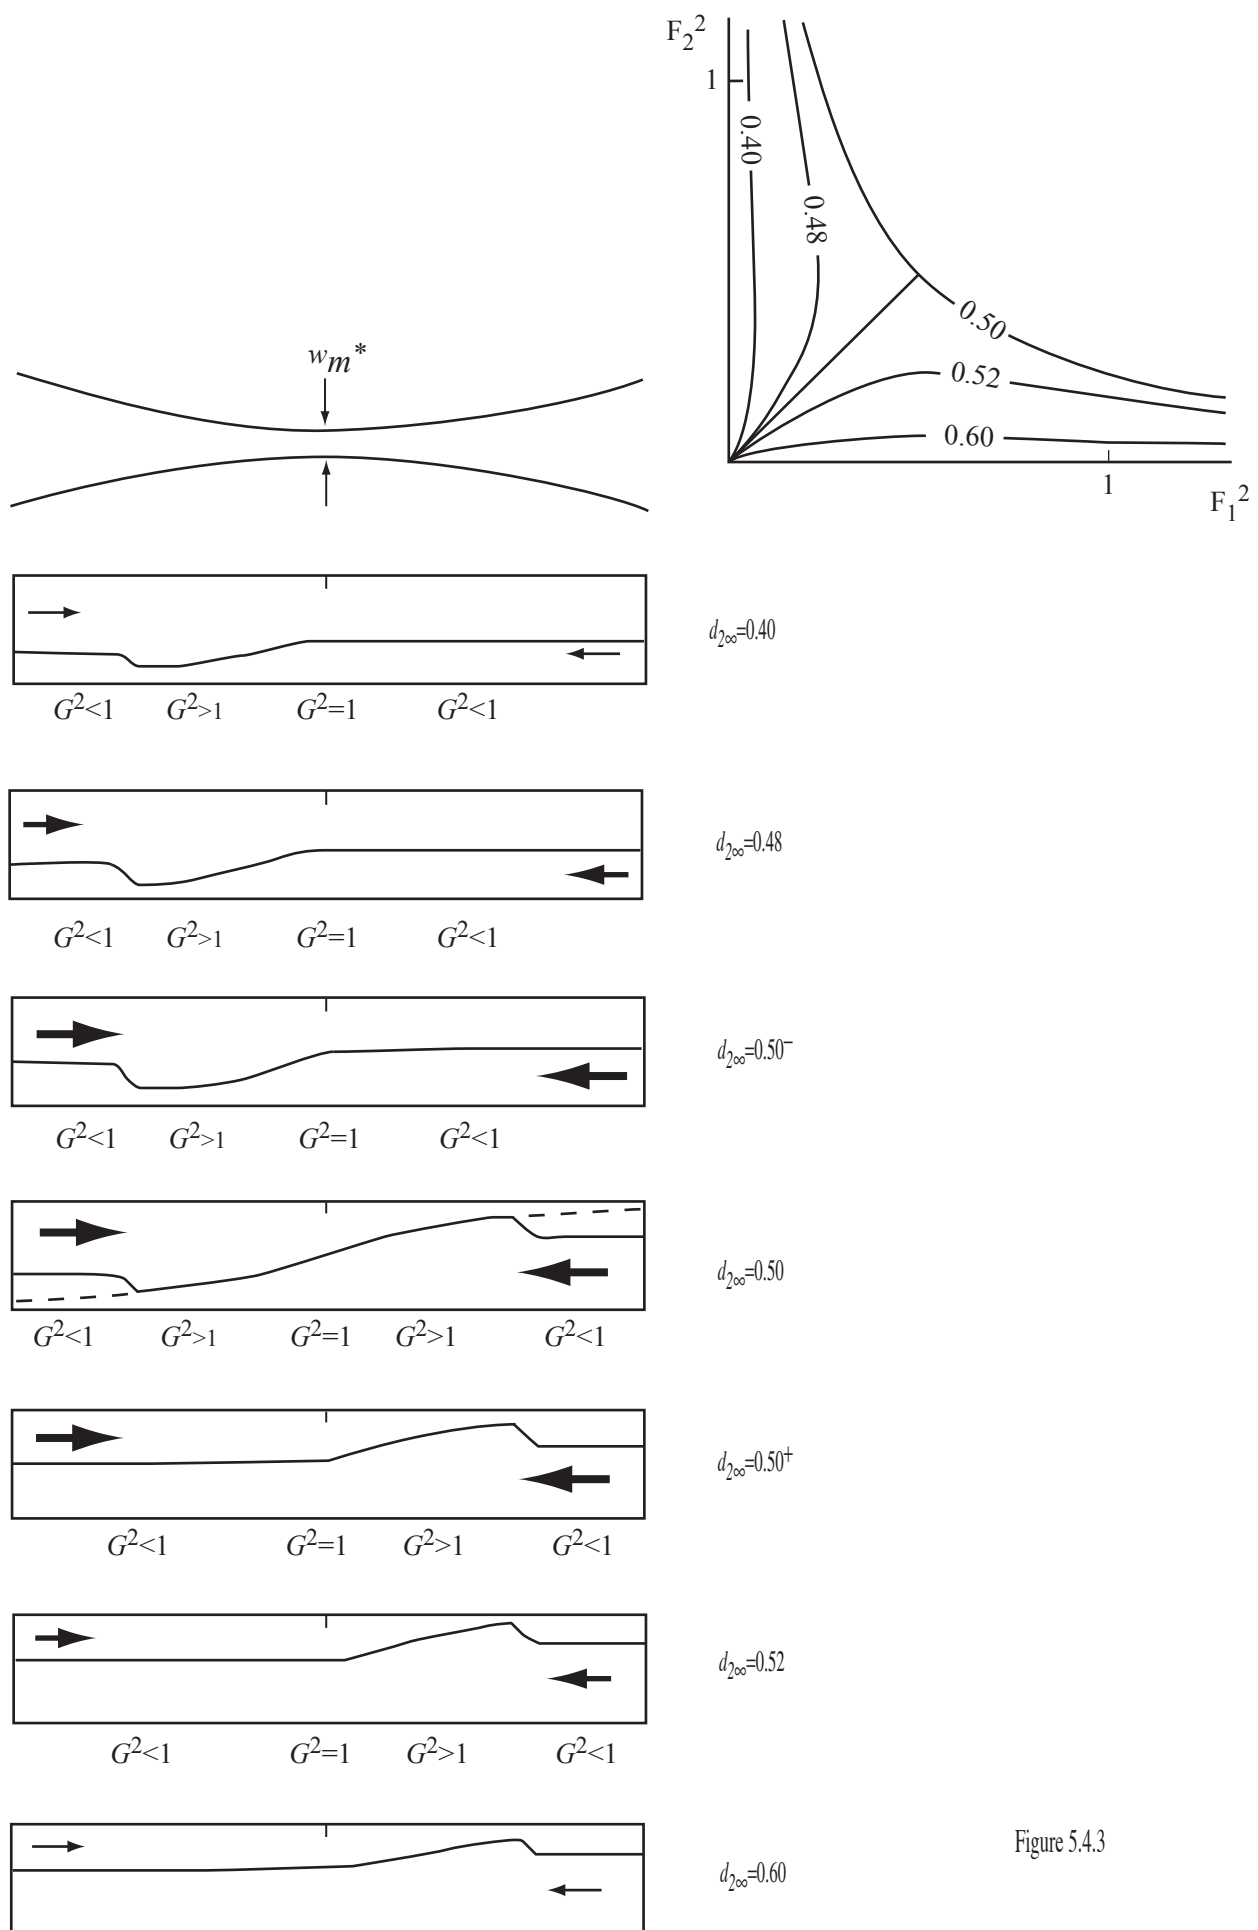 F₂²
1
0.40
0.48
0.50
0.52
0.60
1
F₁²
wₘ*
d₂∞=0.40
G²<1 G²>1 G²=1 G²<1
d₂∞=0.48
G²<1 G²>1 G²=1 G²<1
d₂∞=0.50⁻
G²<1 G²>1 G²=1 G²<1
d₂∞=0.50
G²<1 G²>1 G²=1 G²>1 G²<1
d₂∞=0.50⁺
G²<1 G²=1 G²>1 G²<1
d₂∞=0.52
G²<1 G²=1 G²>1 G²<1
Figure 5.4.3
d₂∞=0.60